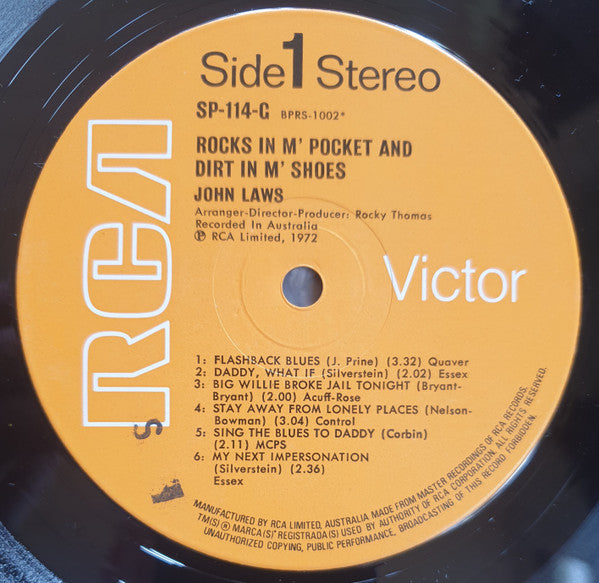 Side 1 Stereo
SP-114-G BPRS-1002*
ROCKS IN M' POCKET AND
DIRT IN M' SHOES
JOHN LAWS
Arranger-Director-Producer: Rocky Thomas
Recorded In Australia
℗ RCA Limited, 1972
RCA
Victor
1: FLASHBACK BLUES (J. Prine) (3.32) Quaver
2: DADDY, WHAT IF (Silverstein) (2.02) Essex
3: BIG WILLIE BROKE JAIL TONIGHT (Bryant-
Bryant) (2.00) Acuff-Rose
4: STAY AWAY FROM LONELY PLACES (Nelson-
Bowman) (3.04) Control
5: SING THE BLUES TO DADDY (Corbin)
(2.11) MCPS
6: MY NEXT IMPERSONATION
(Silverstein) (2.36)
Essex
S
MANUFACTURED BY RCA LIMITED, AUSTRALIA MADE FROM MASTER RECORDINGS OF RCA RECORDS.
TM(S) ® MARCA(S) REGISTRADA(S) USED BY AUTHORITY OF RCA CORPORATION. ALL RIGHTS RESERVED.
UNAUTHORIZED COPYING, PUBLIC PERFORMANCE, BROADCASTING OF THIS RECORD FORBIDDEN.